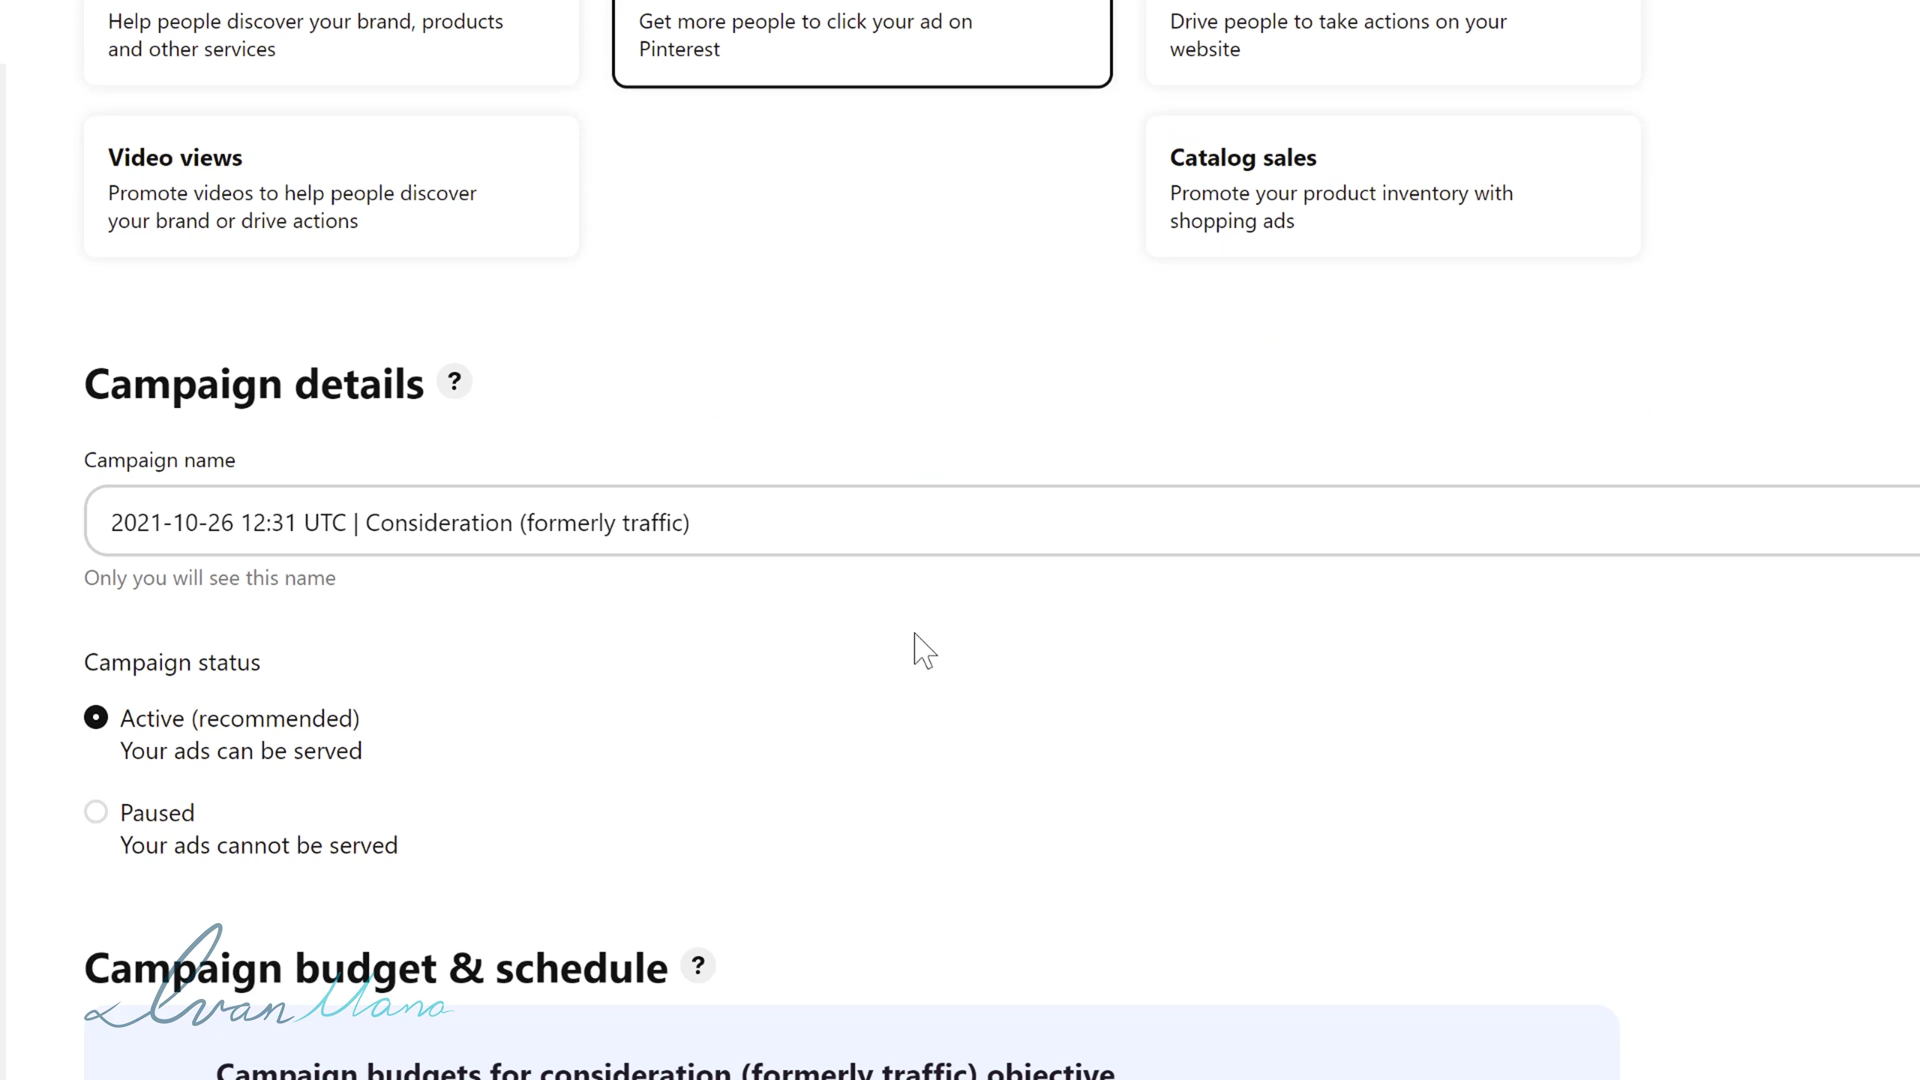 Help people discover your brand, products
and other services
Get more people to click your ad on
Pinterest
Drive people to take actions on your
website
Video views
Promote videos to help people discover
your brand or drive actions
Catalog sales
Promote your product inventory with
shopping ads
Campaign details ?
Campaign name
2021-10-26 12:31 UTC | Consideration (formerly traffic)
Only you will see this name
Campaign status
Active (recommended)
Your ads can be served
Paused
Your ads cannot be served
Campaign budget & schedule ?
Ivan Mana
Campaign budgets for consideration (formerly traffic) objective